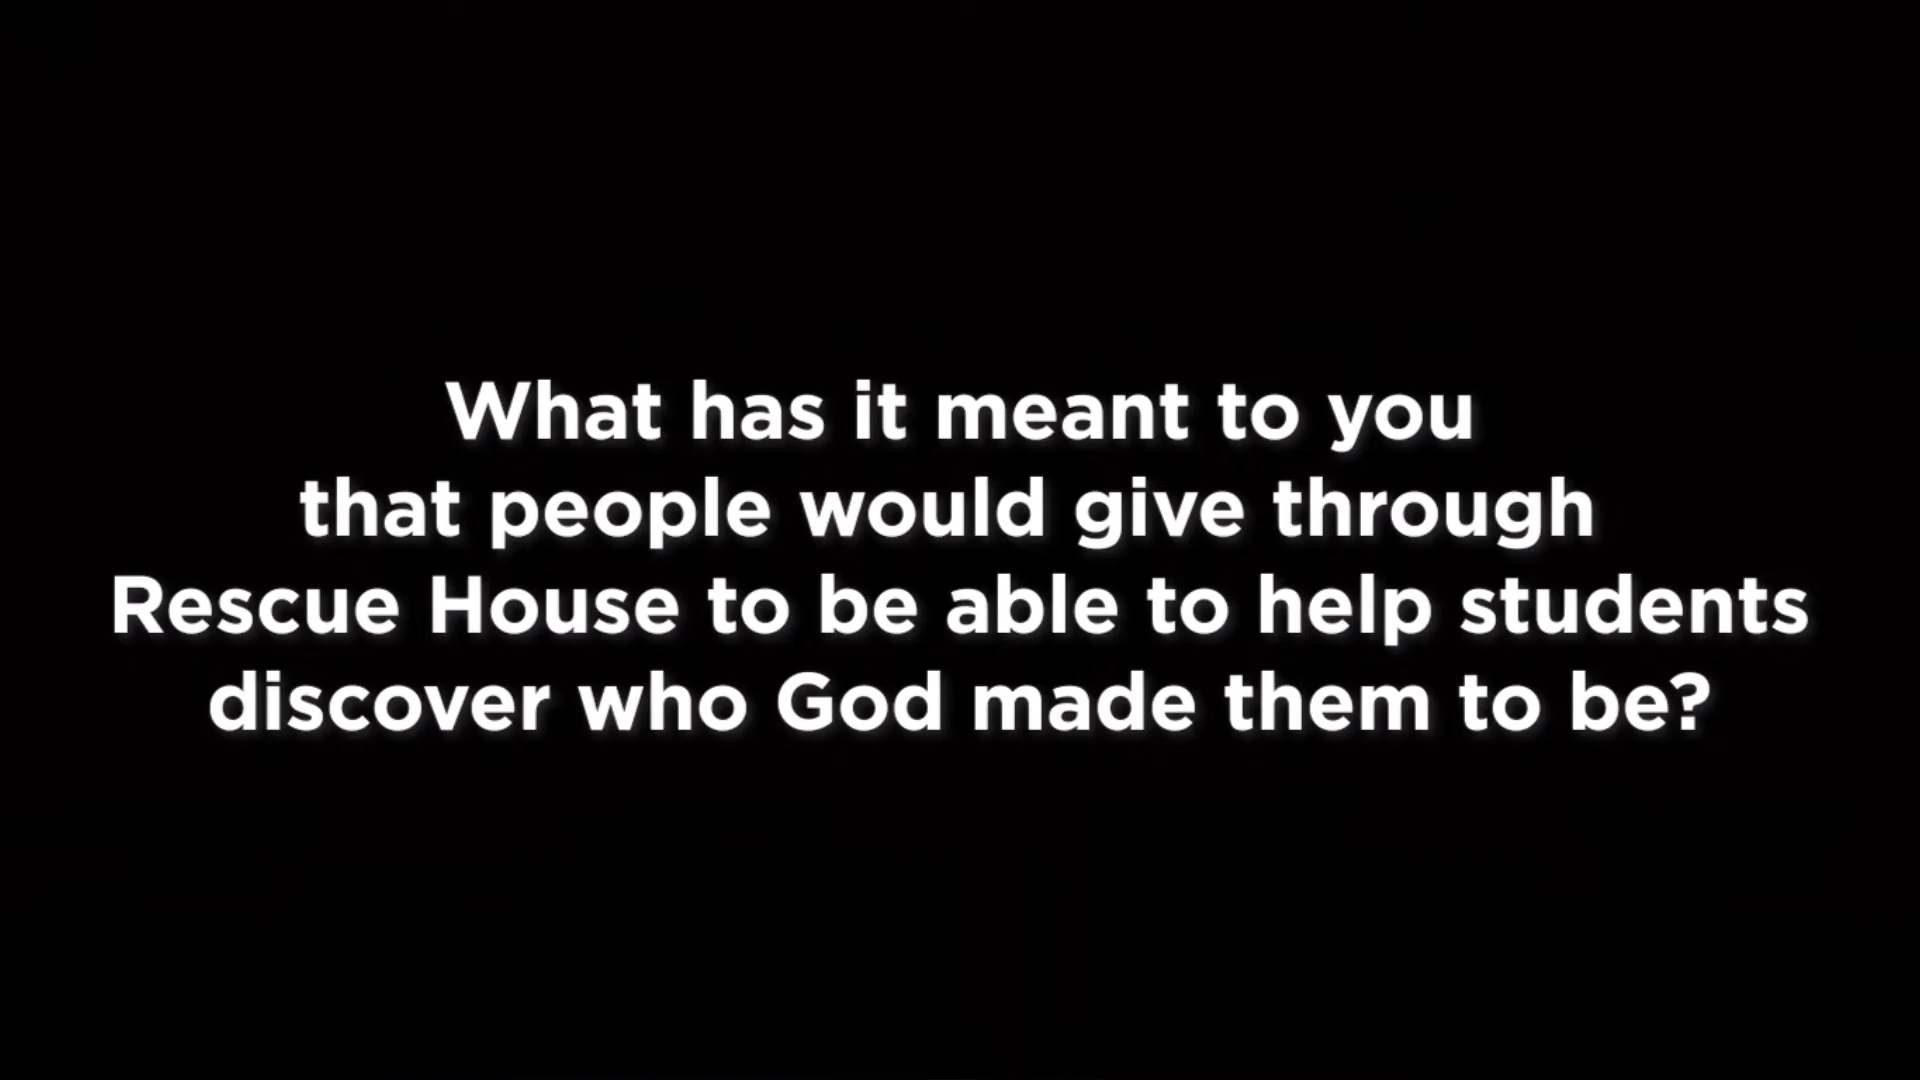 What has it meant to you
that people would give through
Rescue House to be able to help students
discover who God made them to be?